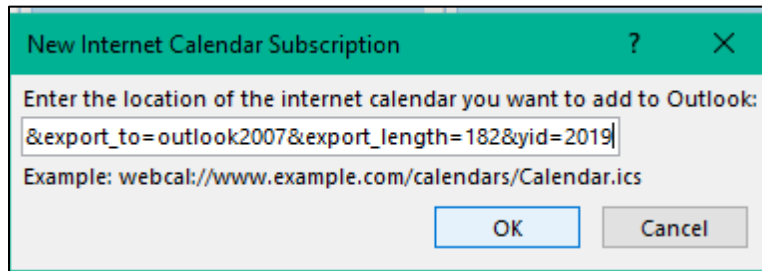 New Internet Calendar Subscription ? ×
Enter the location of the internet calendar you want to add to Outlook:
&export_to=outlook2007&export_length=182&yid=2019
Example: webcal://www.example.com/calendars/Calendar.ics
OK Cancel